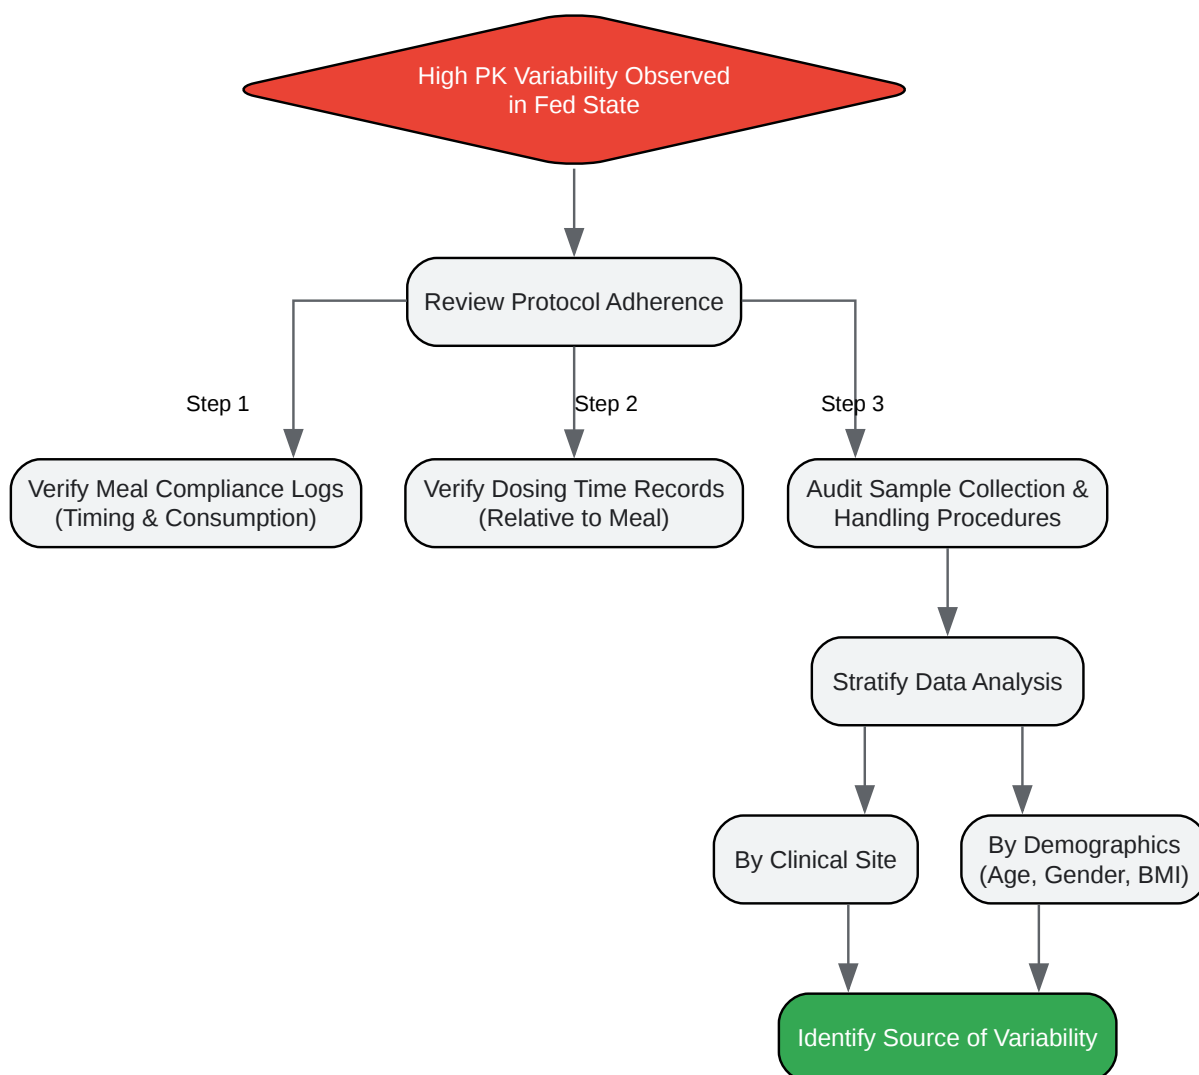 High PK Variability Observed
in Fed State
Review Protocol Adherence
Step 1
Step 2
Step 3
Verify Meal Compliance Logs
(Timing & Consumption)
Verify Dosing Time Records
(Relative to Meal)
Audit Sample Collection &
Handling Procedures
Stratify Data Analysis
By Clinical Site
By Demographics
(Age, Gender, BMI)
Identify Source of Variability